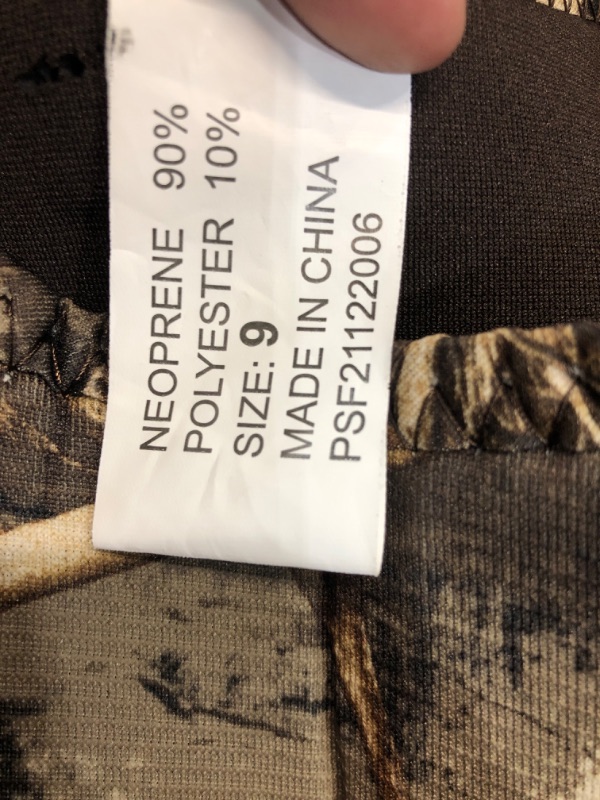 NEOPRENE 90%
POLYESTER 10%
SIZE: 9
MADE IN CHINA
PSF21122006